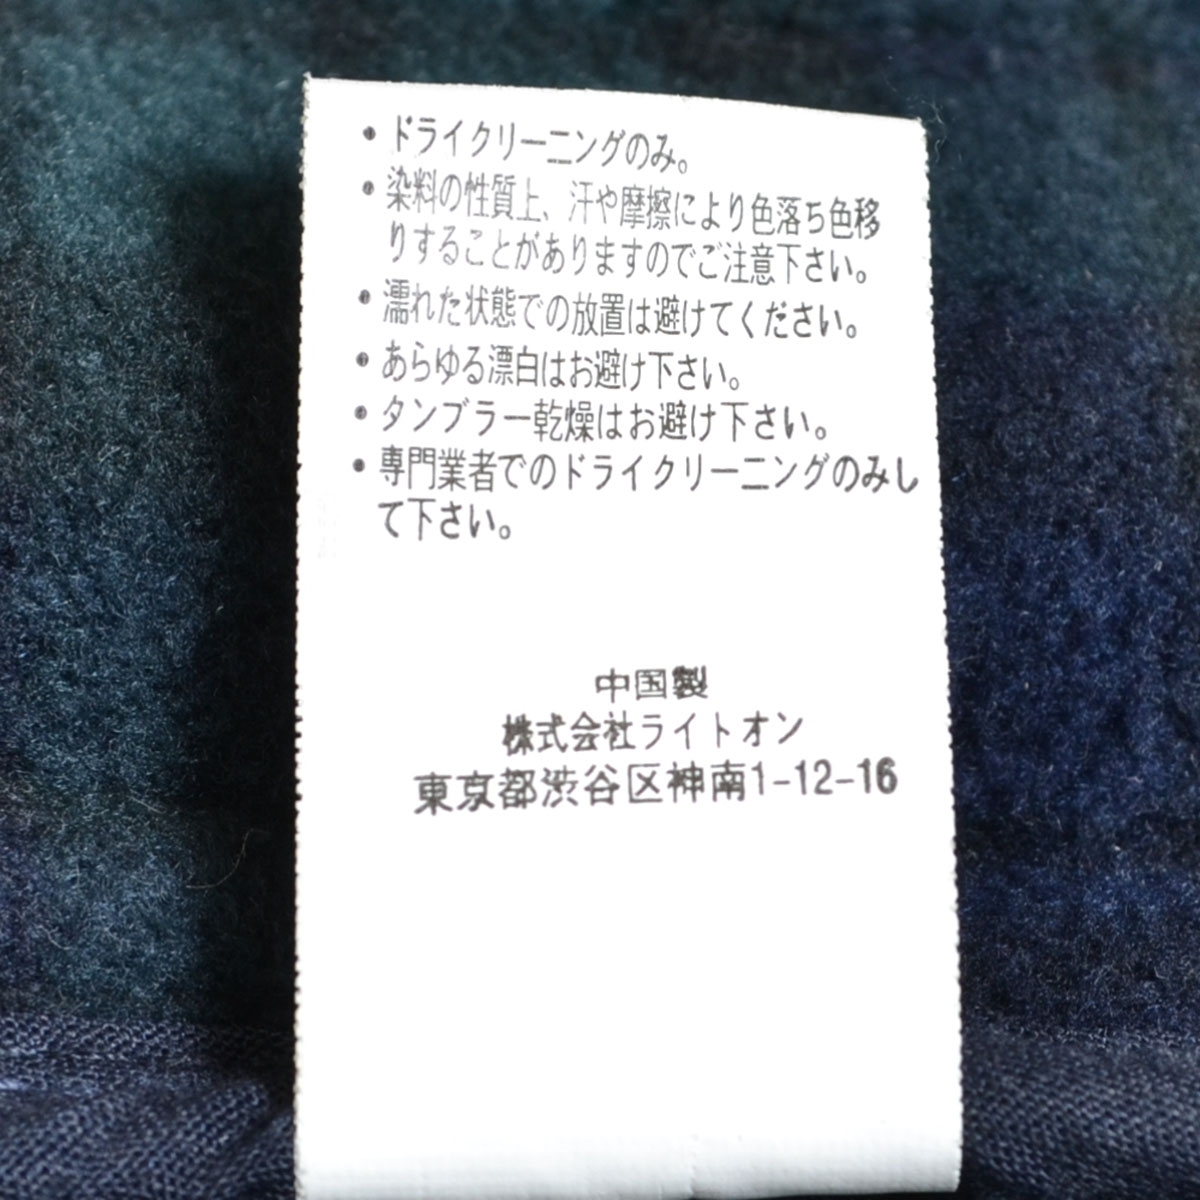 ・ドライクリーニングのみ。
・染料の性質上、汗や摩擦により色落ち色移
りすることがありますのでご注意下さい。
・濡れた状態での放置は避けてください。
・あらゆる漂白はお避け下さい。
・タンブラー乾燥はお避け下さい。
・専門業者でのドライクリーニングのみし
て下さい。
中国製
株式会社ライトオン
東京都渋谷区神南1-12-16